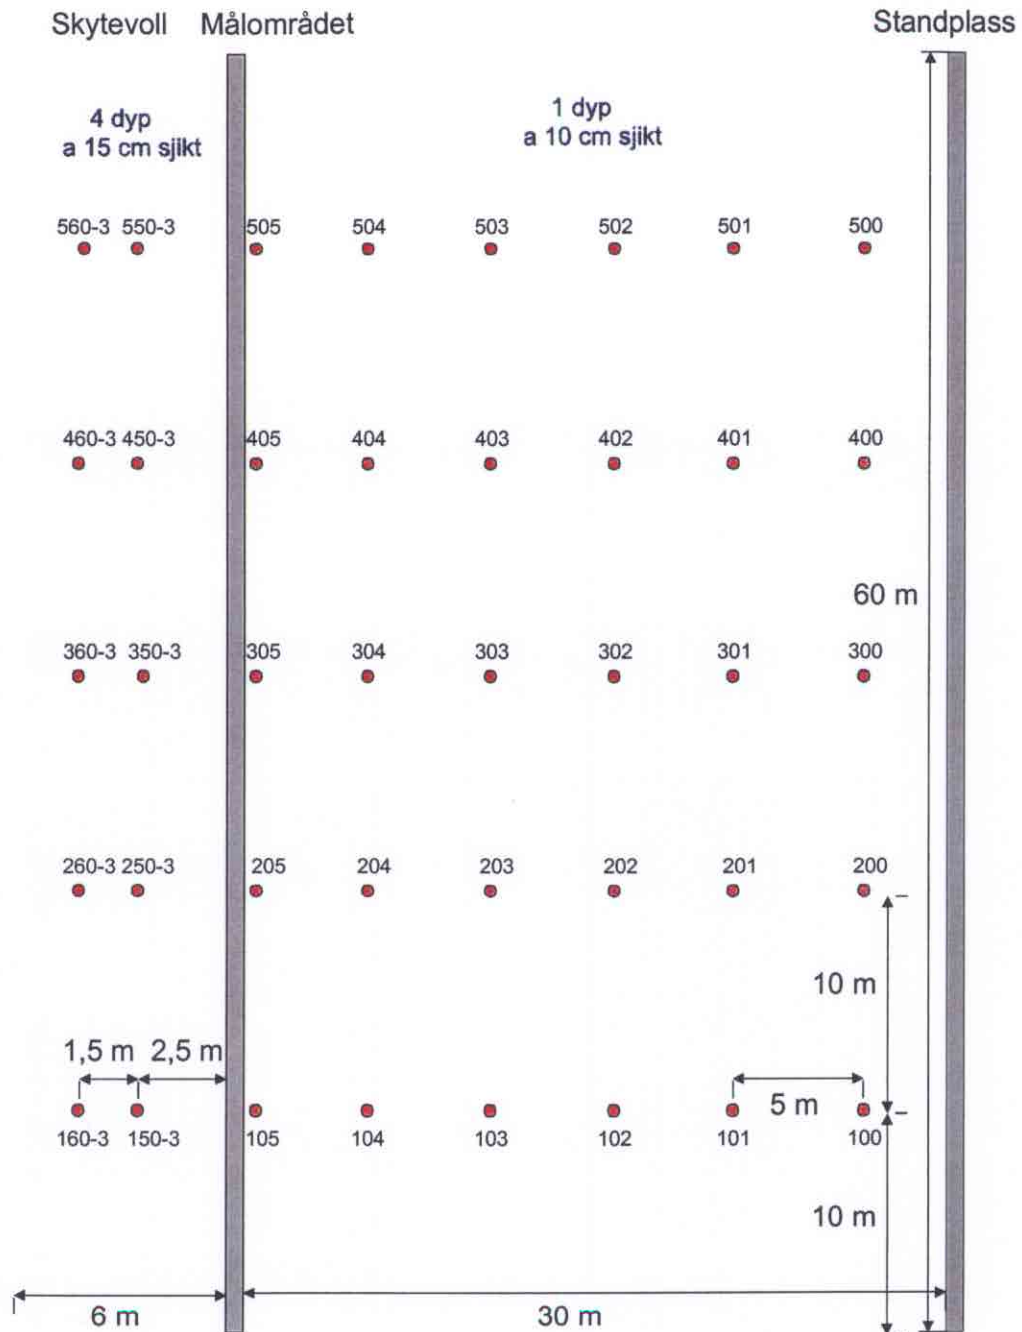 Skytevoll Målområdet Standplass
4 dyp
a 15 cm sjikt
1 dyp
a 10 cm sjikt
560-3 550-3 505 504 503 502 501 500
460-3 450-3 405 404 403 402 401 400
60 m
360-3 350-3 305 304 303 302 301 300
260-3 250-3 205 204 203 202 201 200
10 m
1,5 m 2,5 m
5 m
160-3 150-3 105 104 103 102 101 100
10 m
6 m 30 m